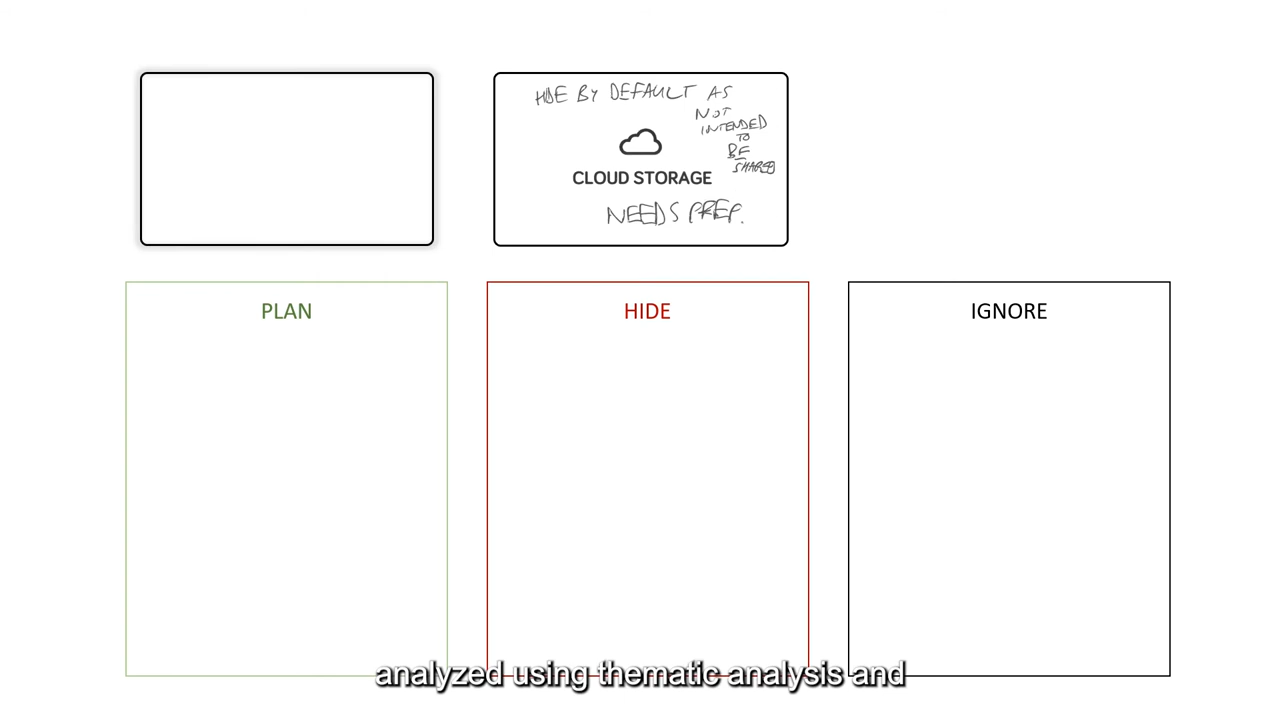 HIDE BY DEFAULT AS
NOT
INTENDED
TO
BE
SHARED
CLOUD STORAGE
NEEDS PREP.
PLAN
HIDE
IGNORE
analyzed using thematic analysis and